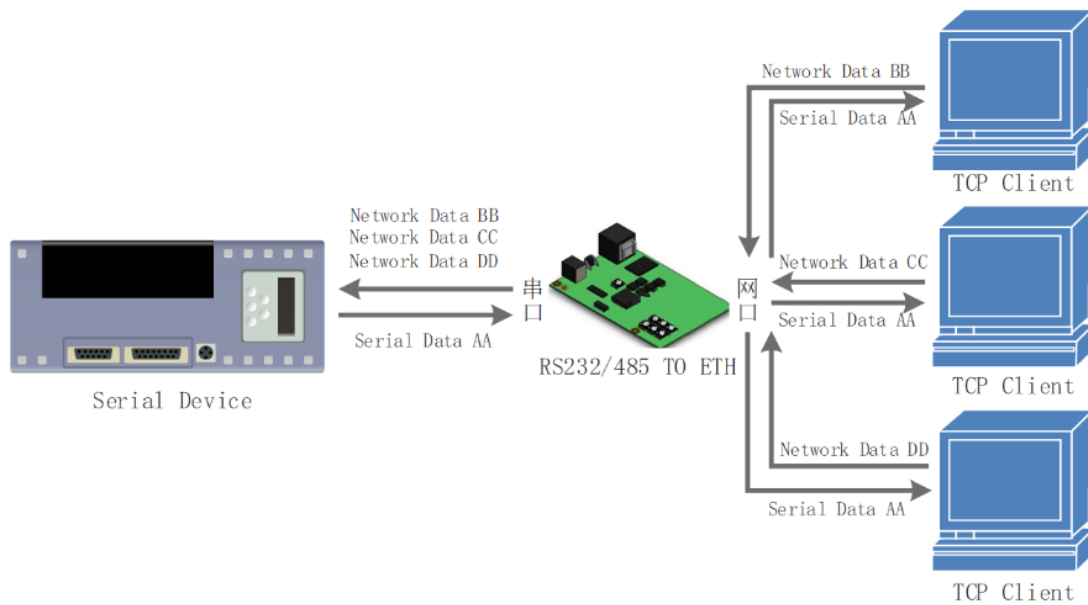 Network Data BB
Serial Data AA
TCP Client
Network Data BB
Network Data CC
Network Data DD
Serial Data AA
Serial Device
串
口
RS232/485 TO ETH
网
口
Network Data CC
Serial Data AA
TCP Client
Network Data DD
Serial Data AA
TCP Client